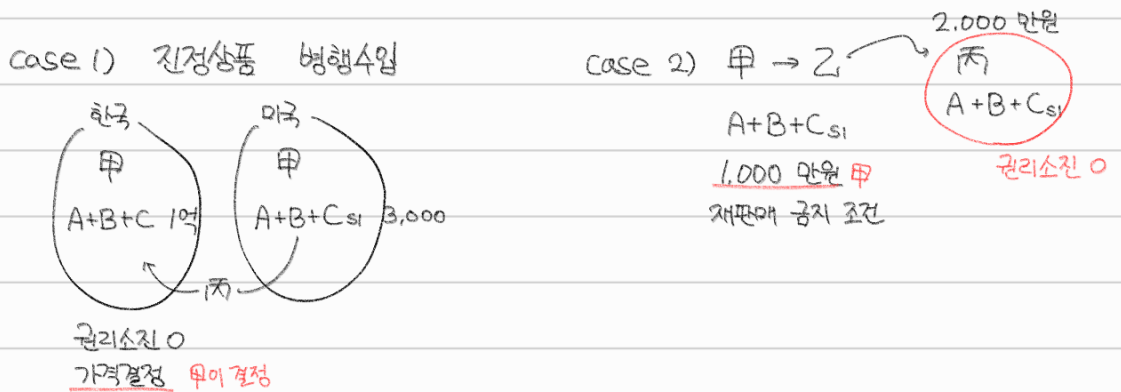 case 1) 진정상품 병행수입
한국
甲
A+B+C 1억
미국
甲
A+B+C S1 3,000
丙
권리소진 O
가격결정 甲이 결정
case 2) 甲 → 乙
A+B+C S1
1,000 만원 甲
재판매 금지 조건
2,000 만원
丙
A+B+C S1
권리소진 O